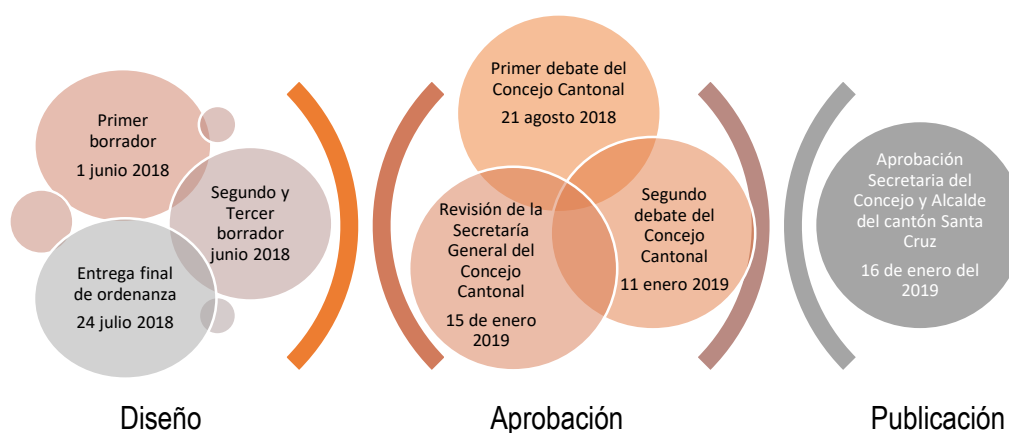 Primer
borrador
1 junio 2018
Segundo y
Tercer
borrador
junio 2018
Entrega final
de ordenanza
24 julio 2018
Diseño
Primer debate del
Concejo Cantonal
21 agosto 2018
Segundo
debate del
Concejo
Cantonal
11 enero 2019
Revisión de la
Secretaría
General del
Concejo
Cantonal
15 de enero
2019
Aprobación
Aprobación
Secretaria del
Concejo y Alcalde
del cantón Santa
Cruz
16 de enero del
2019
Publicación